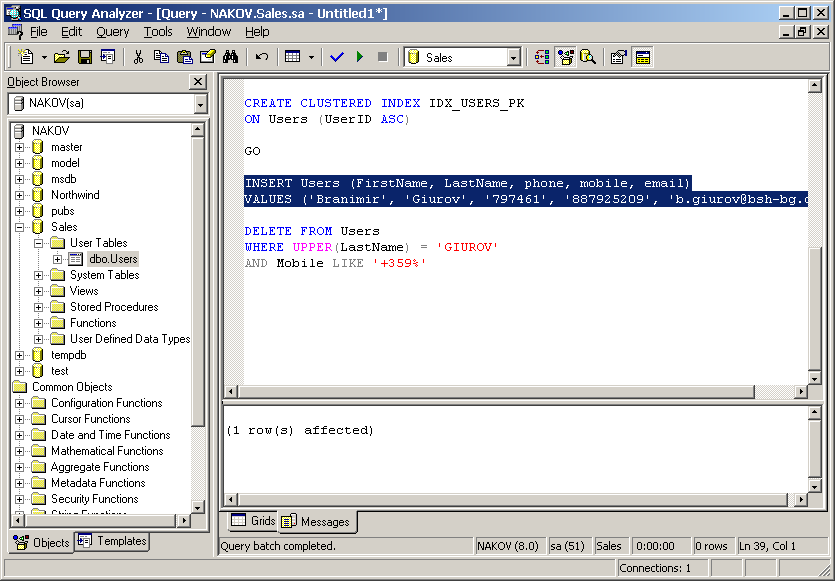 SQL Query Analyzer - [Query - NAKOV.Sales.sa - Untitled1*]
File Edit Query Tools Window Help
Sales
Object Browser
NAKOV(sa)
NAKOV
master
model
msdb
Northwind
pubs
Sales
User Tables
dbo.Users
System Tables
Views
Stored Procedures
Functions
User Defined Data Types
tempdb
test
Common Objects
Configuration Functions
Cursor Functions
Date and Time Functions
Mathematical Functions
Aggregate Functions
Metadata Functions
Security Functions
String Functions
Objects Templates
CREATE CLUSTERED INDEX IDX_USERS_PK
ON Users (UserID ASC)
GO
INSERT Users (FirstName, LastName, phone, mobile, email)
VALUES ('Branimir', 'Giurov', '797461', '887925209', 'b.giurov@bsh-bg.c
DELETE FROM Users
WHERE UPPER(LastName) = 'GIUROV'
AND Mobile LIKE '+359%'
(1 row(s) affected)
Grids Messages
Query batch completed. NAKOV (8.0) sa (51) Sales 0:00:00 0 rows Ln 39, Col 1
Connections: 1